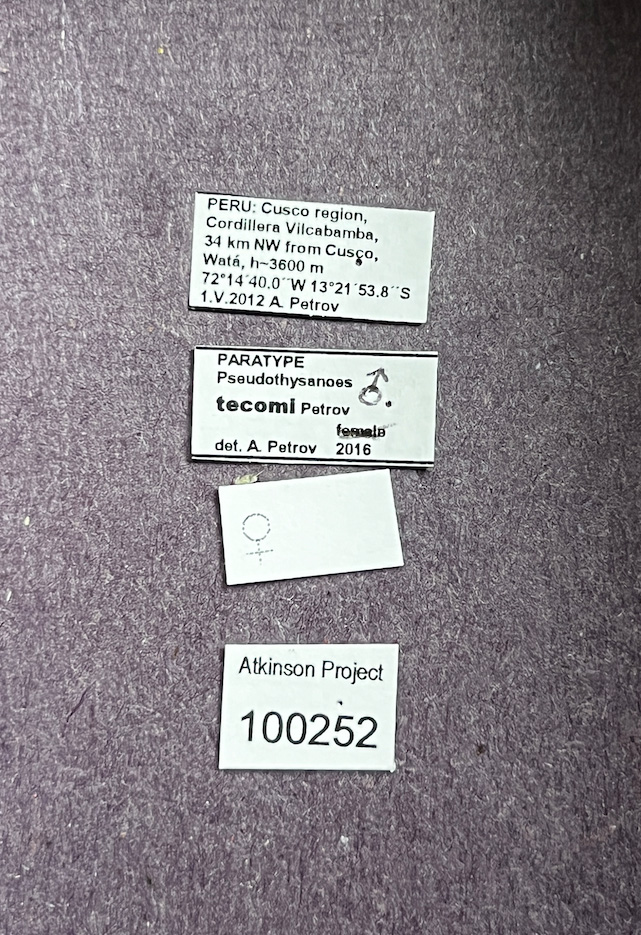 PERU: Cusco region,
Cordillera Vilcabamba,
34 km NW from Cusço,
Watá, h~3600 m
72°14´40.0´´W 13°21´53.8´´S
1.V.2012 A. Petrov
PARATYPE
Pseudothysanoes ♂.
tecomi Petrov
female
det. A. Petrov 2016
♀
Atkinson Project
100252